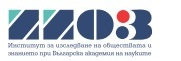 ИИОЗ
Институт за изследване на обществата и
знанието при Българска академия на науките